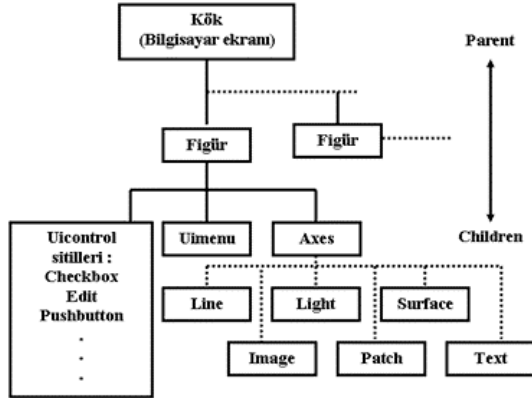 Kök
(Bilgisayar ekranı)
Parent
Figür
Figür
Uicontrol
sitilleri :
Checkbox
Edit
Pushbutton
.
.
.
Uimenu
Axes
Children
Line
Light
Surface
Image
Patch
Text